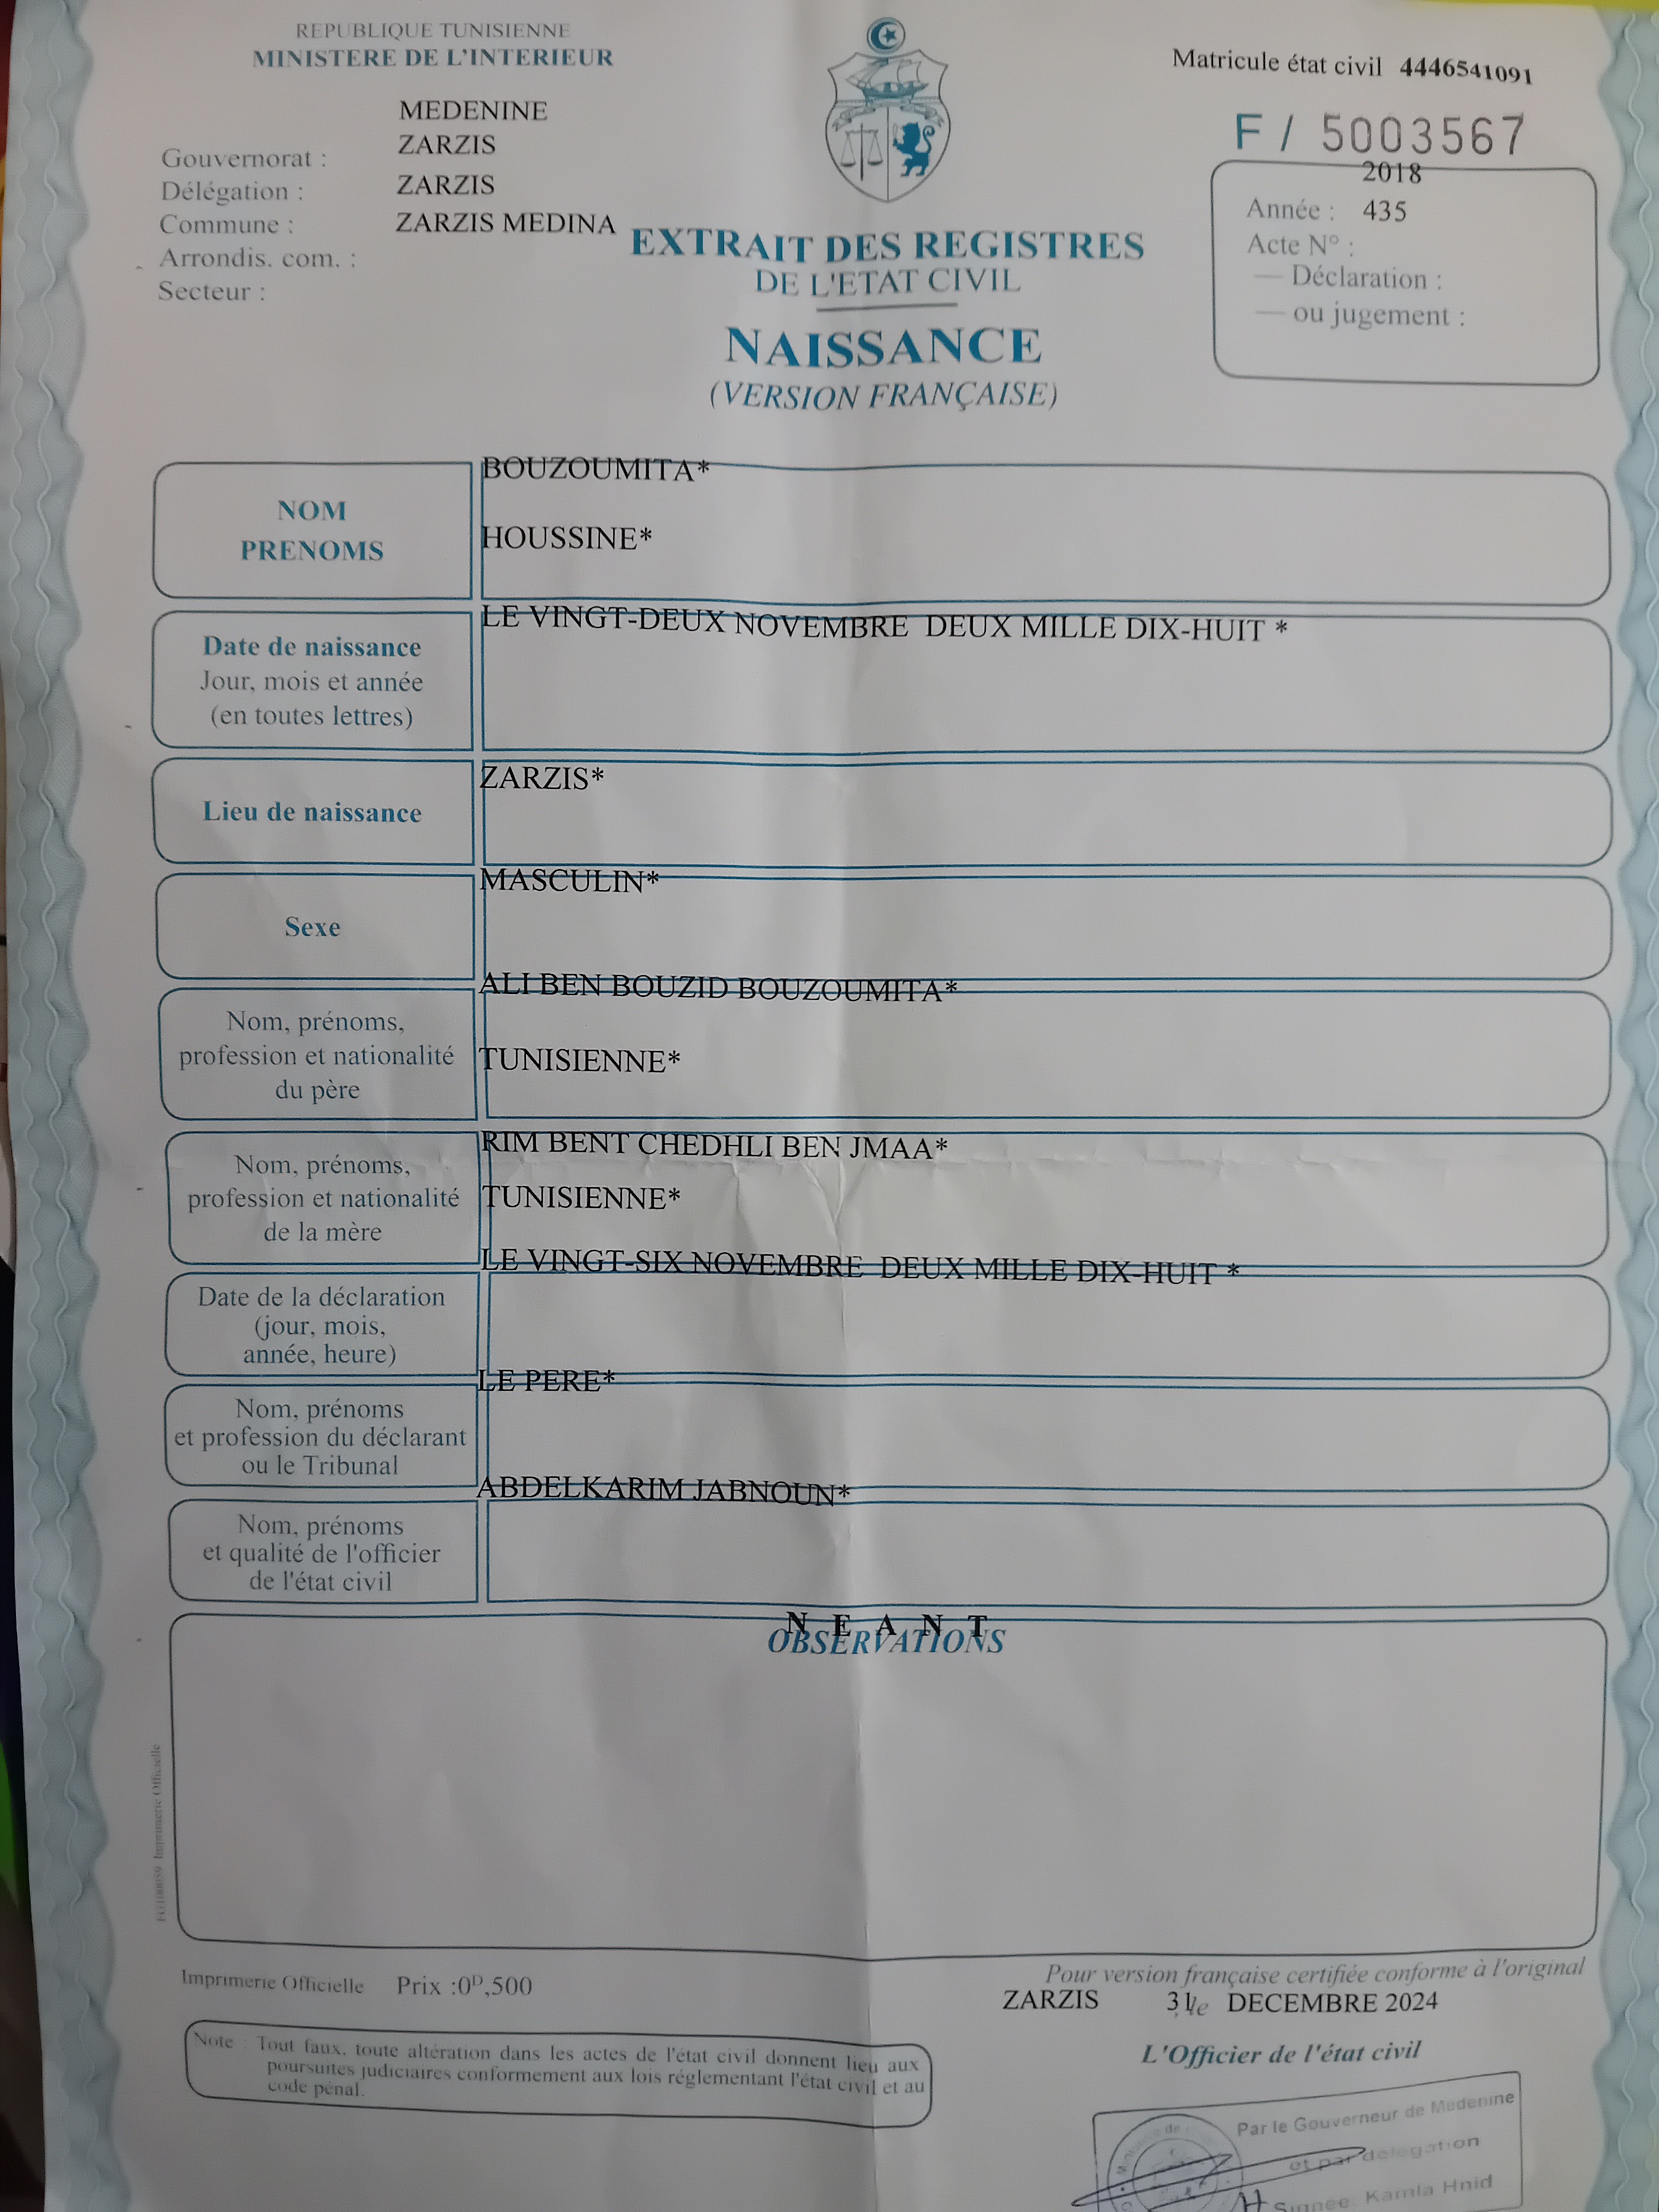 REPUBLIQUE TUNISIENNE
MINISTERE DE L'INTERIEUR
Matricule état civil 4446541091
F / 5003567
MEDENINE
Gouvernorat :
ZARZIS
Délégation :
ZARZIS
Commune :
ZARZIS MEDINA
Arrondis. com. :
Secteur :
2018
Année : 435
Acte N° :
— Déclaration :
— ou jugement :
EXTRAIT DES REGISTRES
DE L'ETAT CIVIL
NAISSANCE
(VERSION FRANÇAISE)
NOM
PRENOMS
BOUZOUMITA*
HOUSSINE*
Date de naissance
Jour, mois et année
(en toutes lettres)
LE VINGT-DEUX NOVEMBRE DEUX MILLE DIX-HUIT *
Lieu de naissance
ZARZIS*
Sexe
MASCULIN*
Nom, prénoms,
profession et nationalité
du père
ALI BEN BOUZID BOUZOUMITA*
TUNISIENNE*
Nom, prénoms,
profession et nationalité
de la mère
RIM BENT CHEDHLI BEN JMAA*
TUNISIENNE*
Date de la déclaration
(jour, mois,
année, heure)
LE VINGT-SIX NOVEMBRE DEUX MILLE DIX-HUIT *
Nom, prénoms
et profession du déclarant
ou le Tribunal
LE PERE*
Nom, prénoms
et qualité de l'officier
de l'état civil
ABDELKARIM JABNOUN*
N E A N T
OBSERVATIONS
Imprimerie Officielle
Imprimerie Officielle Prix :0D,500
Pour version française certifiée conforme à l'original
ZARZIS 31 le DECEMBRE 2024
L'Officier de l'état civil
Note : Tout faux, toute altération dans les actes de l'état civil donnent lieu aux
poursuites judiciaires conformement aux lois réglementant l'état civil et au
code pénal.
Par le Gouverneur de Medenine
et par délégation
Signée: Kamla Hnid